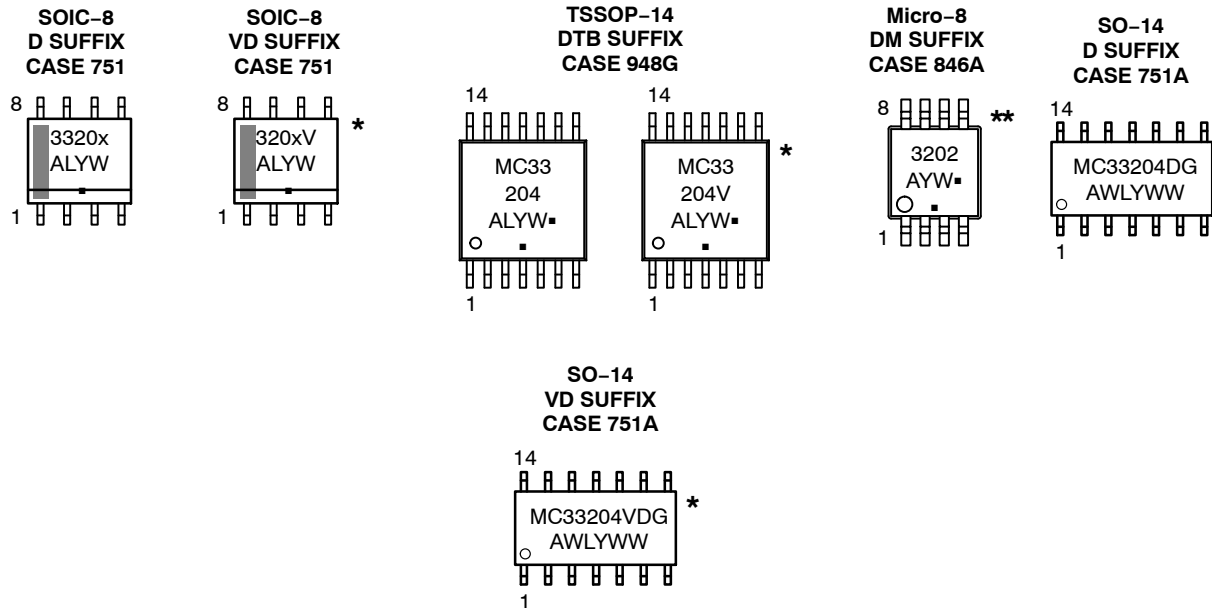 SOIC−8
D SUFFIX
CASE 751
8
3320x
ALYW
1
SOIC−8
VD SUFFIX
CASE 751
8
320xV
ALYW
*
1
TSSOP−14
DTB SUFFIX
CASE 948G
14
MC33
204
ALYW▪
▪
1
14
MC33
204V
ALYW▪
▪
*
1
Micro−8
DM SUFFIX
CASE 846A
8
3202
AYW▪
▪
**
1
SO−14
D SUFFIX
CASE 751A
14
MC33204DG
AWLYWW
1
SO−14
VD SUFFIX
CASE 751A
14
MC33204VDG
AWLYWW
*
1